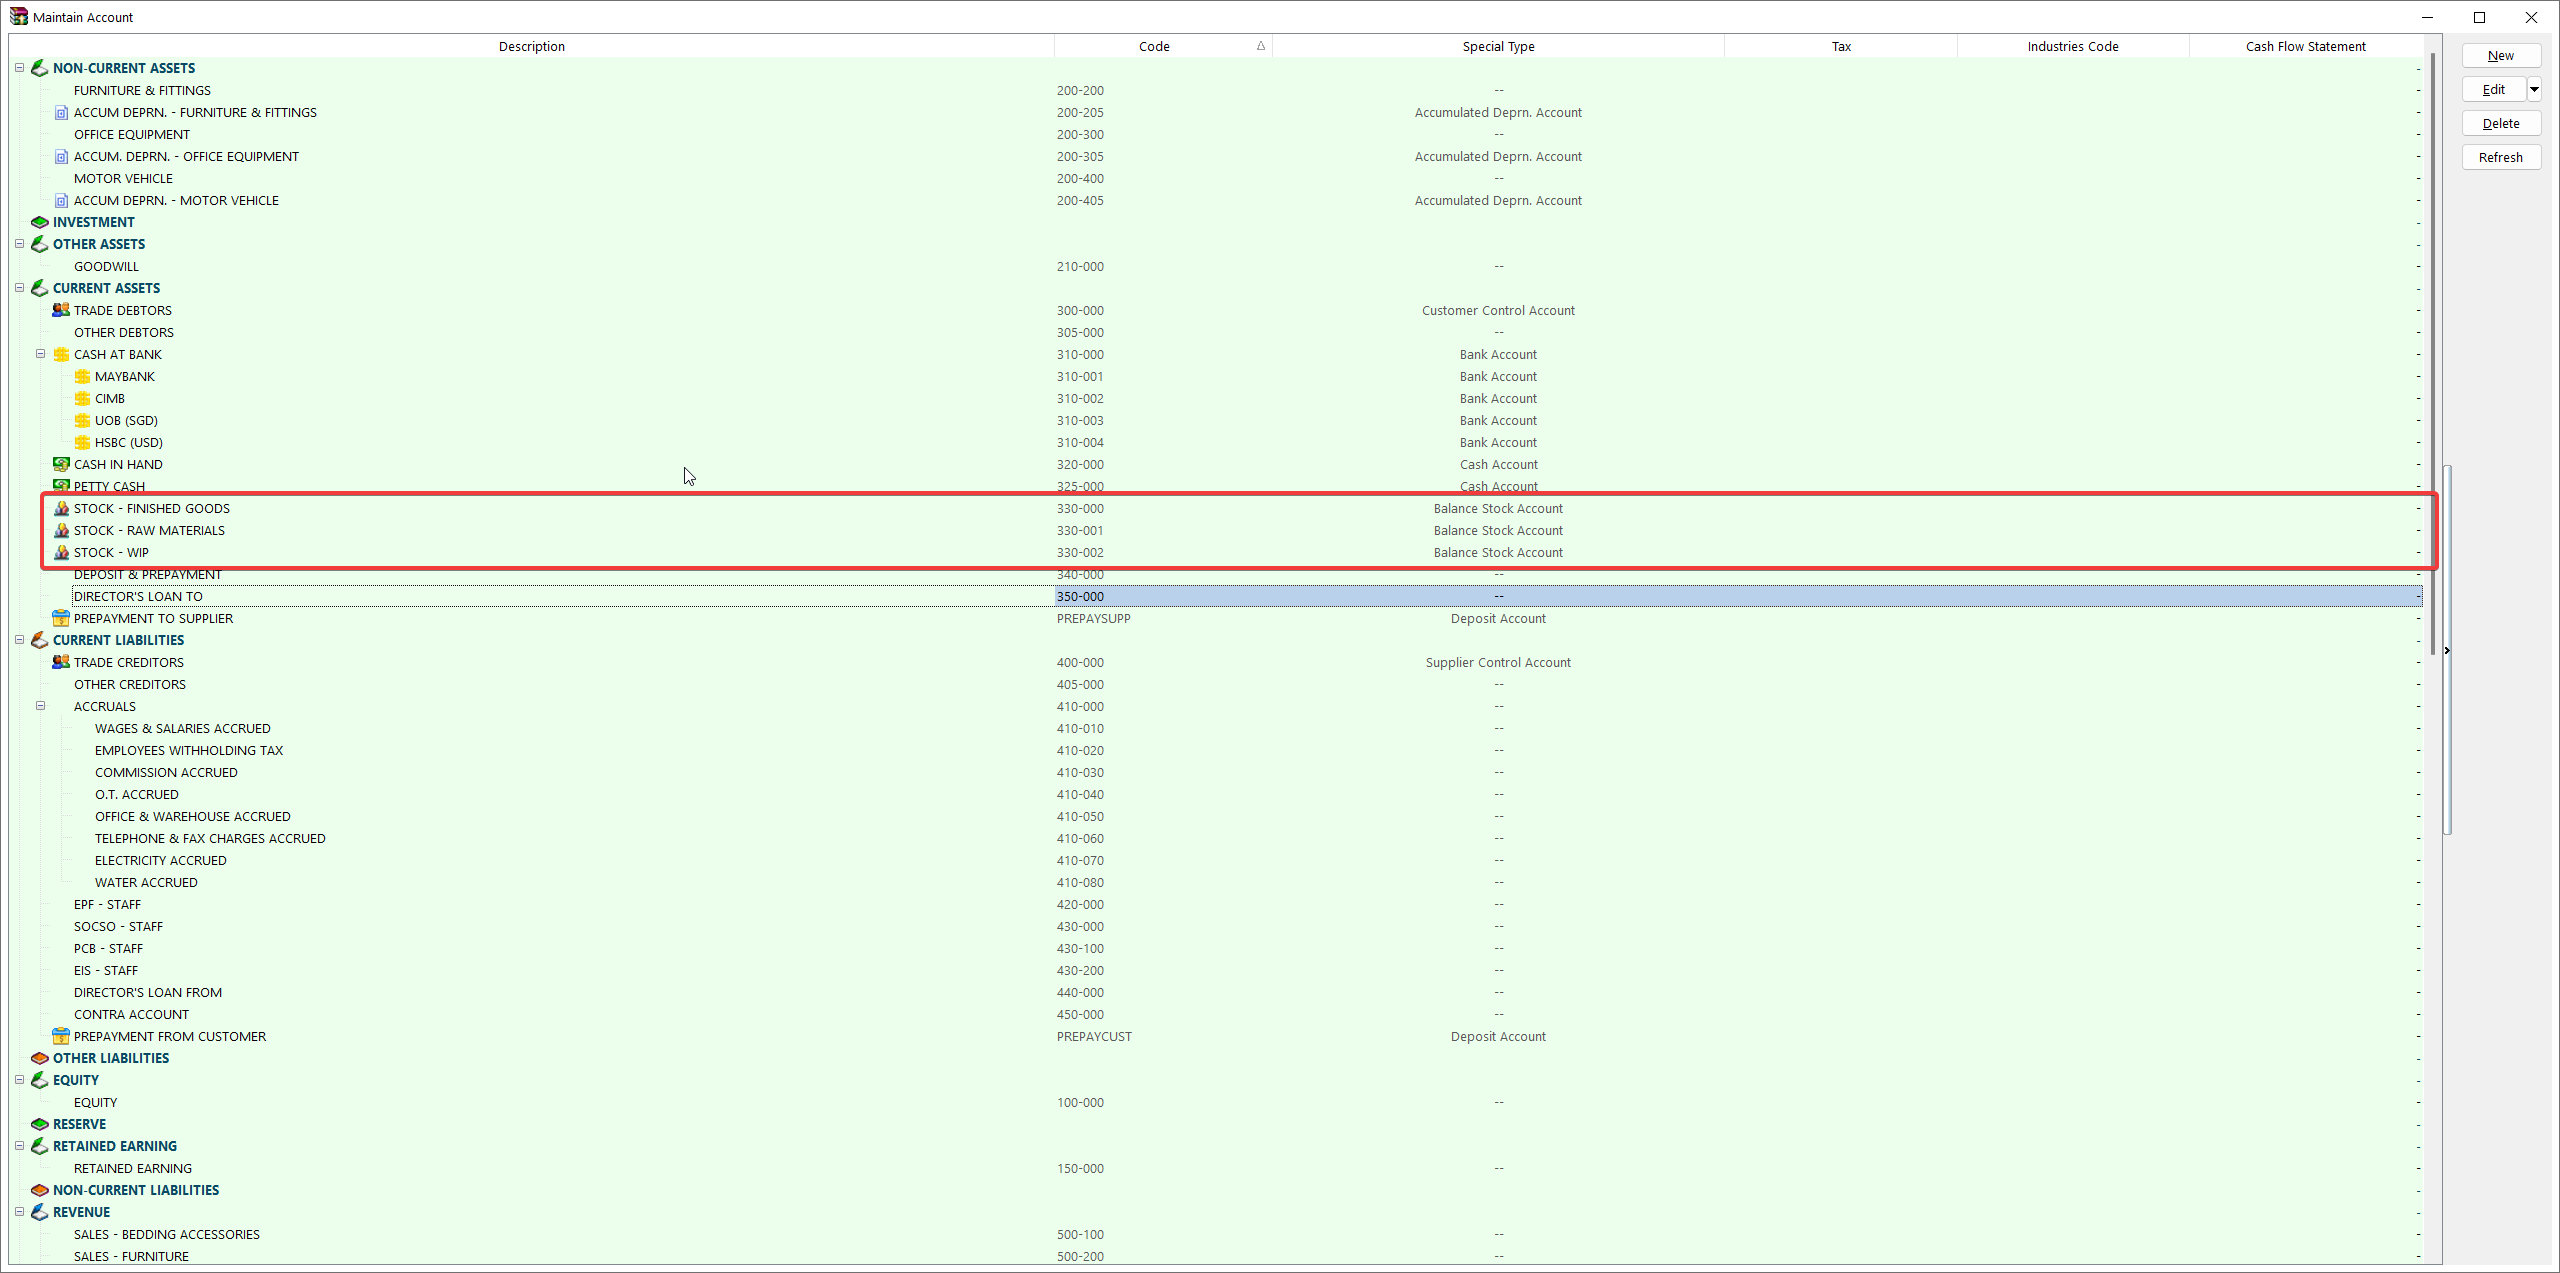 Maintain Account
Description Code Special Type Tax Industries Code Cash Flow Statement
New
Edit
Delete
Refresh
NON-CURRENT ASSETS -
FURNITURE & FITTINGS 200-200 -- -
ACCUM DEPRN. - FURNITURE & FITTINGS 200-205 Accumulated Deprn. Account -
OFFICE EQUIPMENT 200-300 -- -
ACCUM. DEPRN. - OFFICE EQUIPMENT 200-305 Accumulated Deprn. Account -
MOTOR VEHICLE 200-400 -- -
ACCUM DEPRN. - MOTOR VEHICLE 200-405 Accumulated Deprn. Account -
INVESTMENT -
OTHER ASSETS -
GOODWILL 210-000 -- -
CURRENT ASSETS -
TRADE DEBTORS 300-000 Customer Control Account -
OTHER DEBTORS 305-000 -- -
CASH AT BANK 310-000 Bank Account -
MAYBANK 310-001 Bank Account -
CIMB 310-002 Bank Account -
UOB (SGD) 310-003 Bank Account -
HSBC (USD) 310-004 Bank Account -
CASH IN HAND 320-000 Cash Account -
PETTY CASH 325-000 Cash Account -
STOCK - FINISHED GOODS 330-000 Balance Stock Account -
STOCK - RAW MATERIALS 330-001 Balance Stock Account -
STOCK - WIP 330-002 Balance Stock Account -
DEPOSIT & PREPAYMENT 340-000 -- -
DIRECTOR'S LOAN TO 350-000 -- -
PREPAYMENT TO SUPPLIER PREPAYSUPP Deposit Account -
CURRENT LIABILITIES -
TRADE CREDITORS 400-000 Supplier Control Account -
OTHER CREDITORS 405-000 -- -
ACCRUALS 410-000 -- -
WAGES & SALARIES ACCRUED 410-010 -- -
EMPLOYEES WITHHOLDING TAX 410-020 -- -
COMMISSION ACCRUED 410-030 -- -
O.T. ACCRUED 410-040 -- -
OFFICE & WAREHOUSE ACCRUED 410-050 -- -
TELEPHONE & FAX CHARGES ACCRUED 410-060 -- -
ELECTRICITY ACCRUED 410-070 -- -
WATER ACCRUED 410-080 -- -
EPF - STAFF 420-000 -- -
SOCSO - STAFF 430-000 -- -
PCB - STAFF 430-100 -- -
EIS - STAFF 430-200 -- -
DIRECTOR'S LOAN FROM 440-000 -- -
CONTRA ACCOUNT 450-000 -- -
PREPAYMENT FROM CUSTOMER PREPAYCUST Deposit Account -
OTHER LIABILITIES -
EQUITY -
EQUITY 100-000 -- -
RESERVE -
RETAINED EARNING -
RETAINED EARNING 150-000 -- -
NON-CURRENT LIABILITIES -
REVENUE -
SALES - BEDDING ACCESSORIES 500-100 -- -
SALES - FURNITURE 500-200 -- -